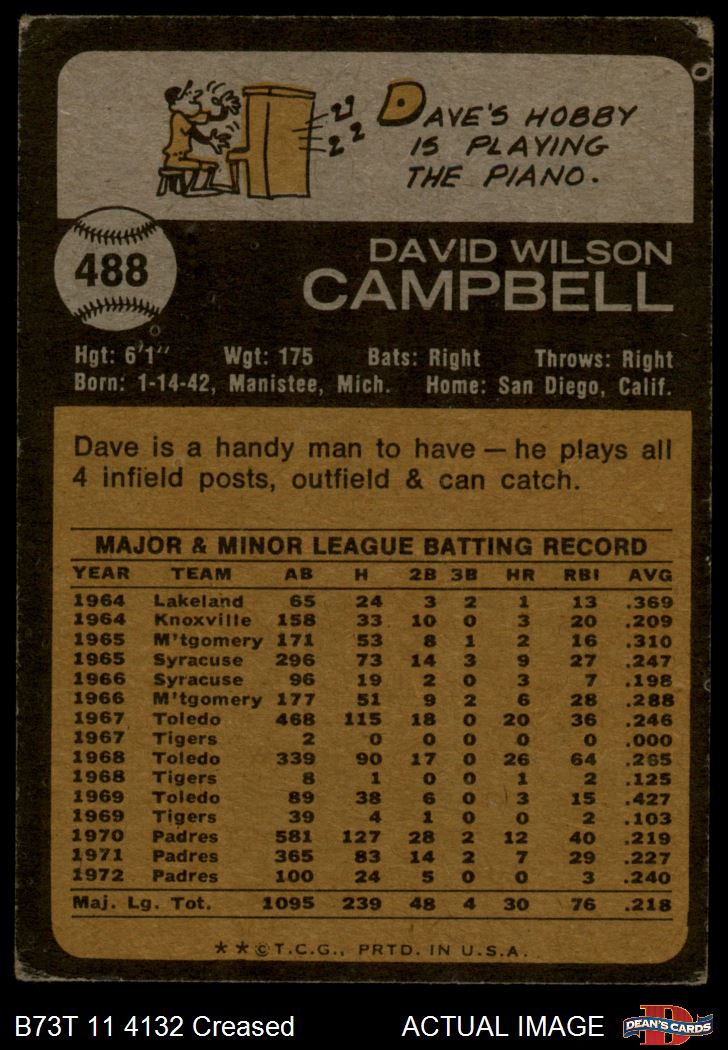 DAVE'S HOBBY
IS PLAYING
THE PIANO.
488
DAVID WILSON
CAMPBELL
Hgt: 6'1" Wgt: 175 Bats: Right Throws: Right
Born: 1-14-42, Manistee, Mich. Home: San Diego, Calif.
Dave is a handy man to have — he plays all
4 infield posts, outfield & can catch.
MAJOR & MINOR LEAGUE BATTING RECORD
YEAR TEAM AB H 2B 3B HR RBI AVG
1964 Lakeland 65 24 3 2 1 13 .369
1964 Knoxville 158 33 10 0 3 20 .209
1965 M'tgomery 171 53 8 1 2 16 .310
1965 Syracuse 296 73 14 3 9 27 .247
1966 Syracuse 96 19 2 0 3 7 .198
1966 M'tgomery 177 51 9 2 6 28 .288
1967 Toledo 468 115 18 0 20 36 .246
1967 Tigers 2 0 0 0 0 0 .000
1968 Toledo 339 90 17 0 26 64 .265
1968 Tigers 8 1 0 0 1 2 .125
1969 Toledo 89 38 6 0 3 15 .427
1969 Tigers 39 4 1 0 0 2 .103
1970 Padres 581 127 28 2 12 40 .219
1971 Padres 365 83 14 2 7 29 .227
1972 Padres 100 24 5 0 0 3 .240
Maj. Lg. Tot. 1095 239 48 4 30 76 .218
**©T.C.G., PRTD. IN U.S.A.
B73T 11 4132 Creased ACTUAL IMAGE
D
DEAN'S CARDS